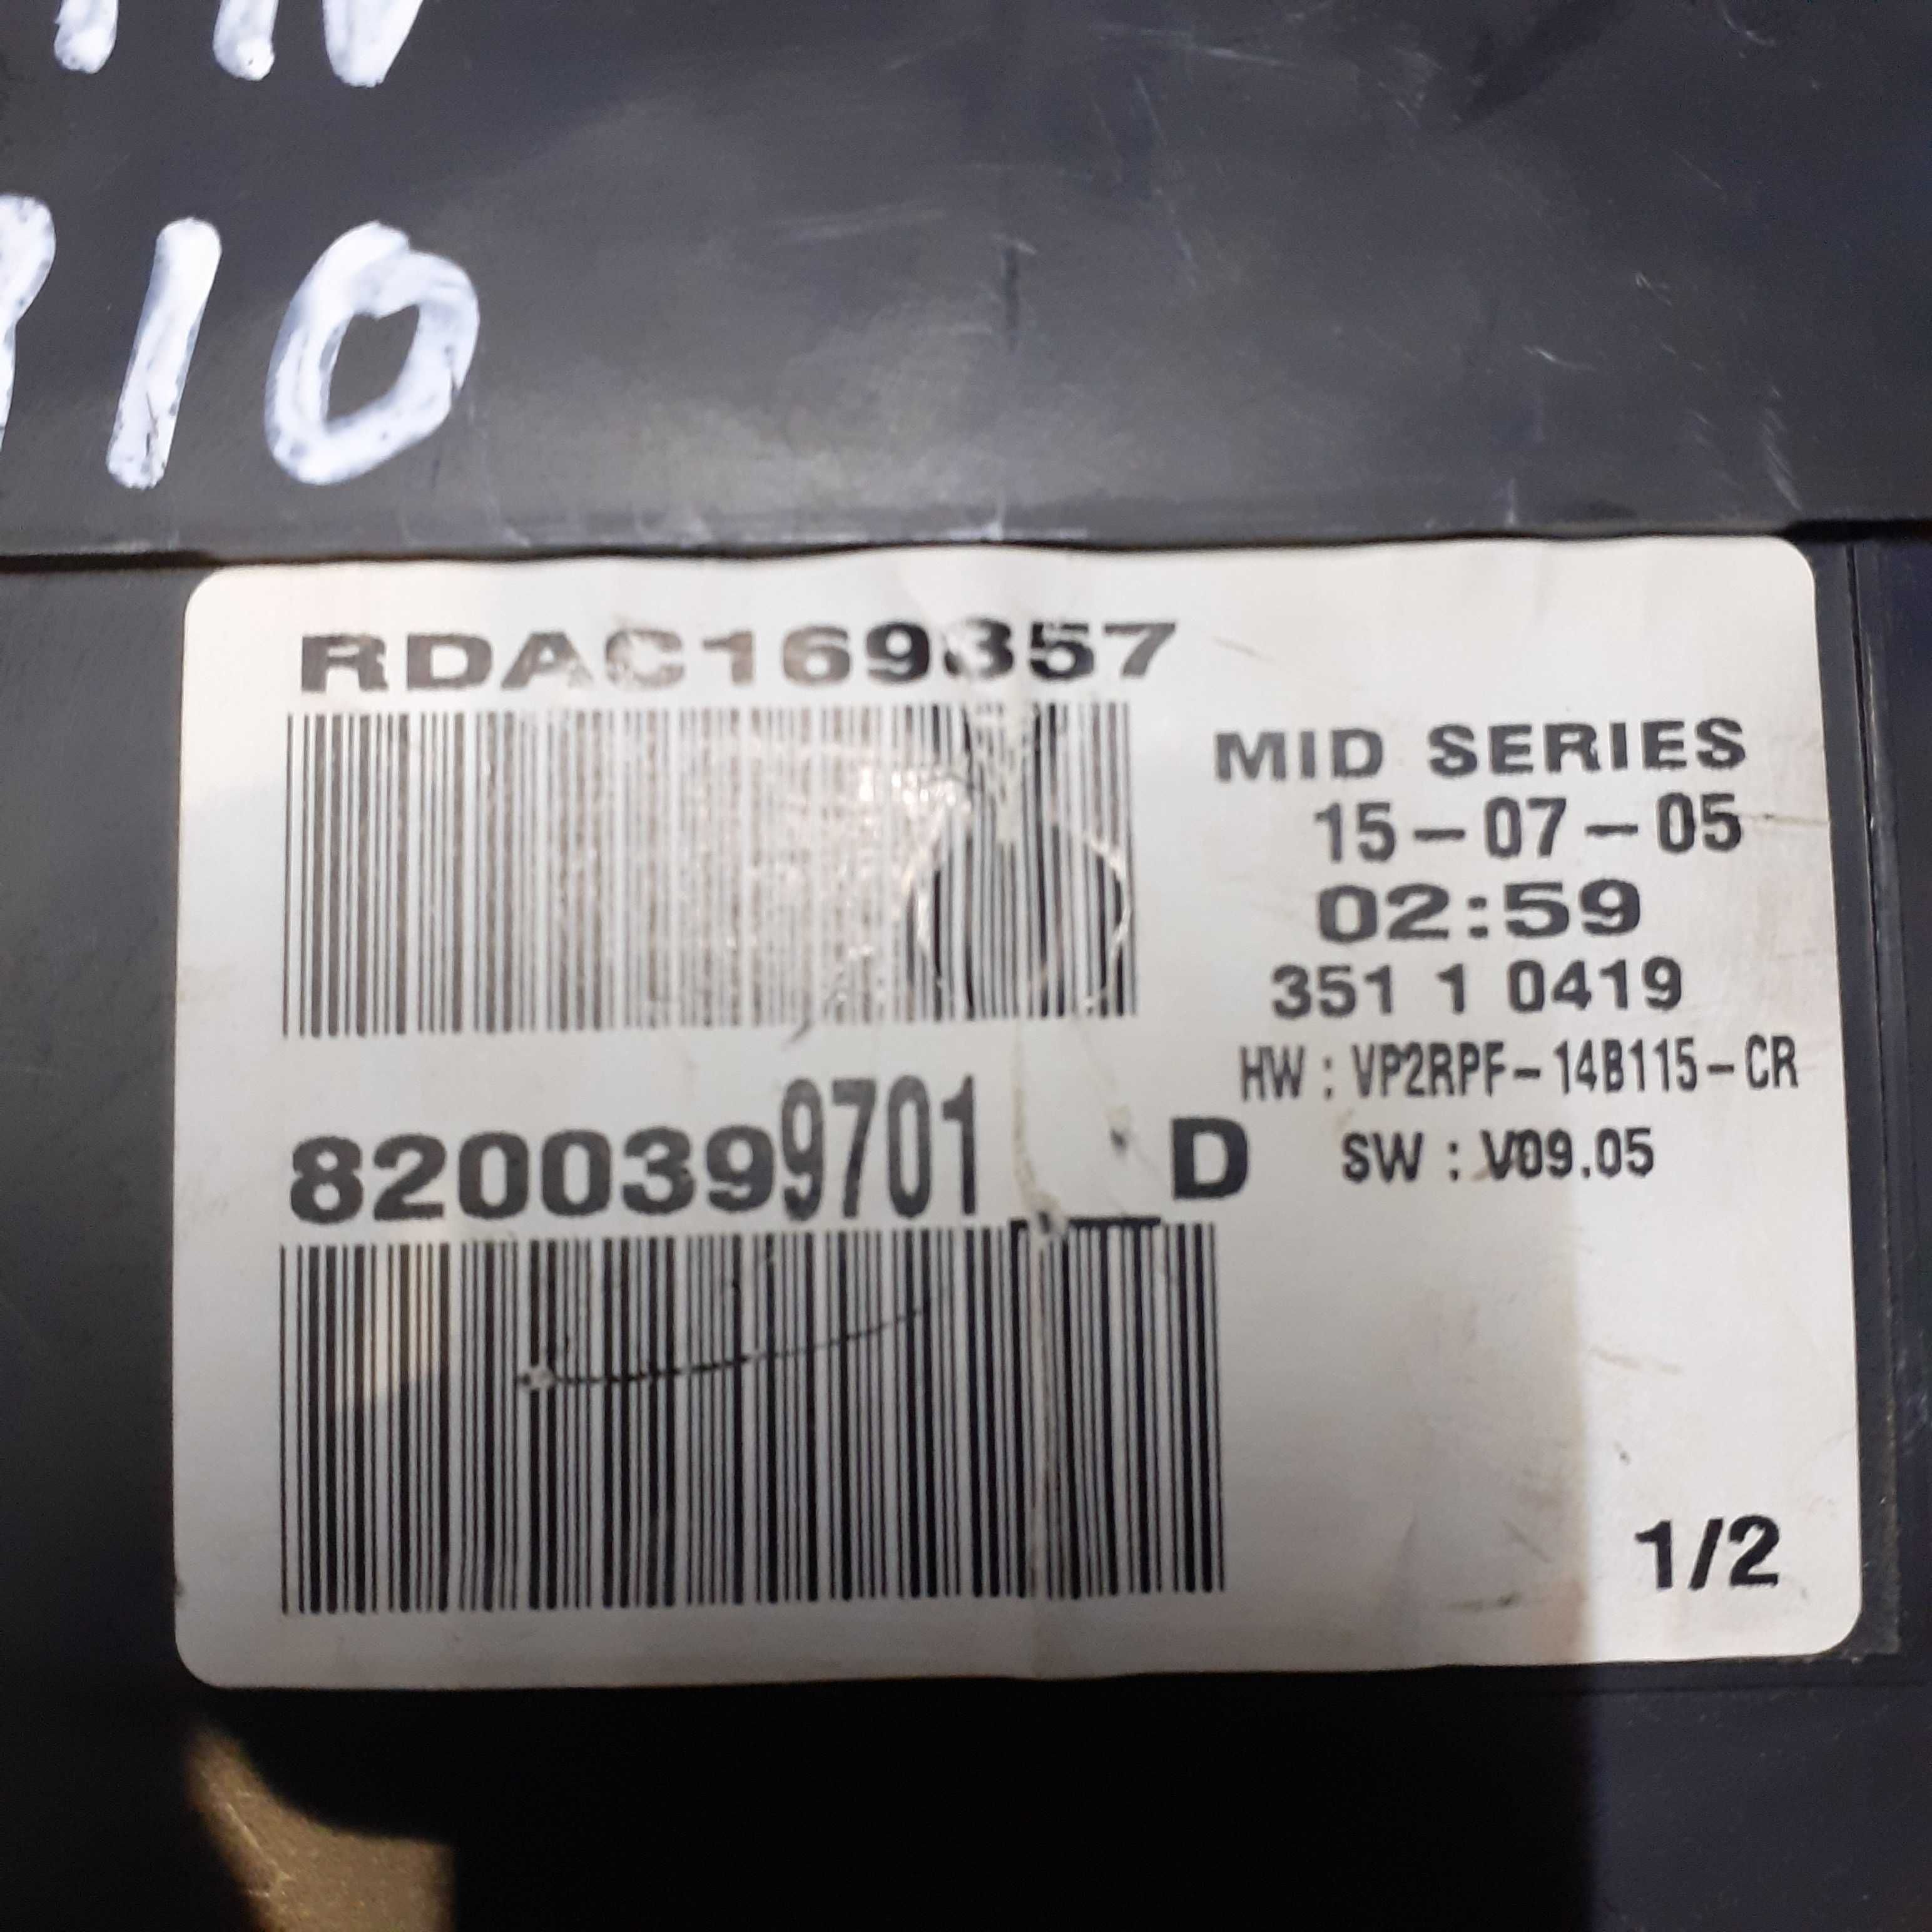 10
RDAC169357
MID SERIES
15-07-05
02:59
351 1 0419
HW : VP2RPF-14B115-CR
8200399701 D
SW : V09.05
1/2